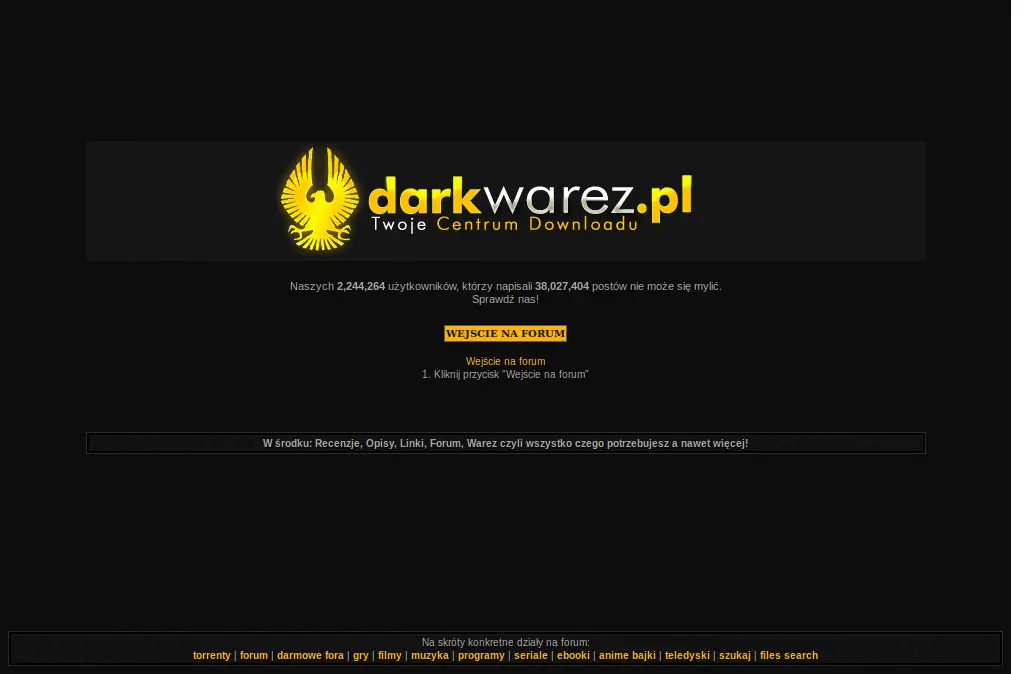 darkwarez.pl
Twoje Centrum Downloadu
Naszych 2,244,264 użytkowników, którzy napisali 38,027,404 postów nie może się mylić.
Sprawdź nas!
WEJSCIE NA FORUM
Wejście na forum
1. Kliknij przycisk "Wejście na forum"
W środku: Recenzje, Opisy, Linki, Forum, Warez czyli wszystko czego potrzebujesz a nawet więcej!
Na skróty konkretne działy na forum:
torrenty | forum | darmowe fora | gry | filmy | muzyka | programy | seriale | ebooki | anime bajki | teledyski | szukaj | files search